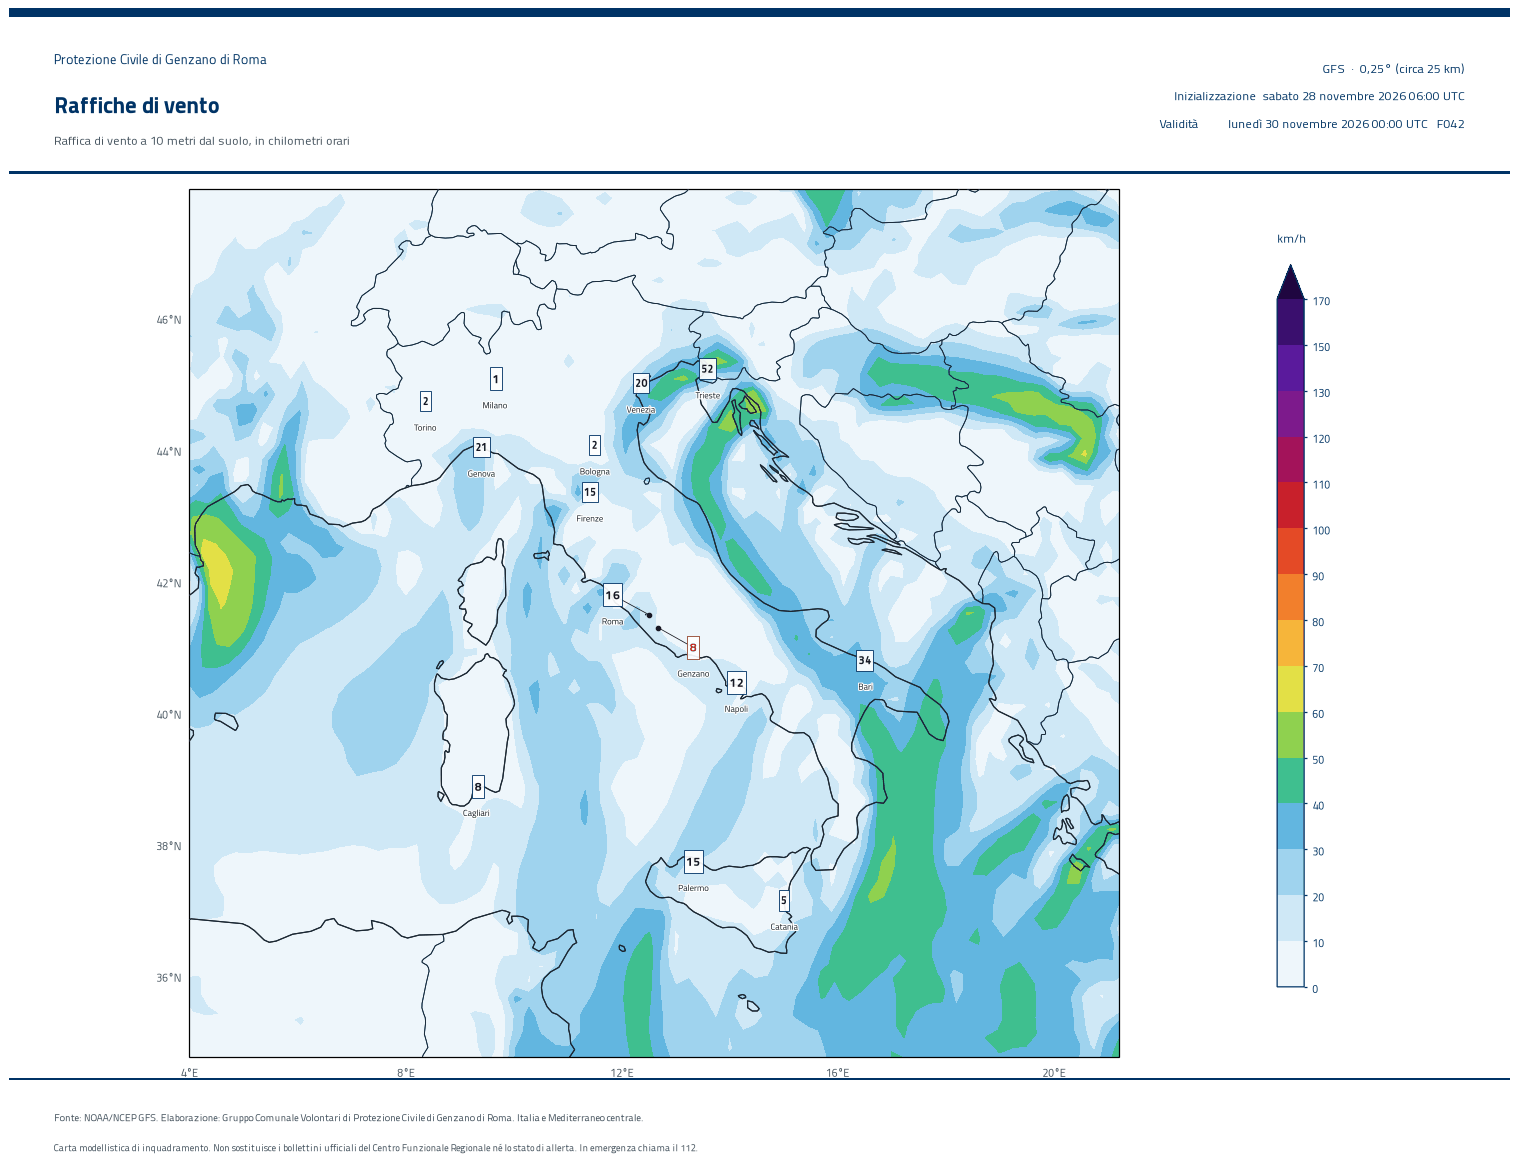 Protezione Civile di Genzano di Roma
Raffiche di vento
Raffica di vento a 10 metri dal suolo, in chilometri orari
GFS · 0,25° (circa 25 km)
Inizializzazione sabato 28 novembre 2026 06:00 UTC
Validità lunedì 30 novembre 2026 00:00 UTC F042
km/h
170
150
130
120
110
100
90
80
70
60
50
40
30
20
10
0
46°N
44°N
42°N
40°N
38°N
36°N
4°E
8°E
12°E
16°E
20°E
52
Trieste
20
Venezia
1
Milano
2
Torino
21
Genova
2
Bologna
15
Firenze
16
Roma
8
Genzano
12
Napoli
34
Bari
8
Cagliari
15
Palermo
5
Catania
Fonte: NOAA/NCEP GFS. Elaborazione: Gruppo Comunale Volontari di Protezione Civile di Genzano di Roma. Italia e Mediterraneo centrale.
Carta modellistica di inquadramento. Non sostituisce i bollettini ufficiali del Centro Funzionale Regionale né lo stato di allerta. In emergenza chiama il 112.